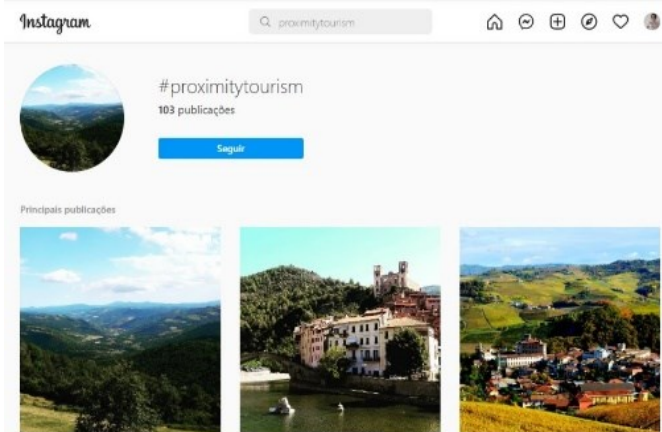 Instagram
proximitytourism
#proximitytourism
103 publicações
Seguir
Principais publicações